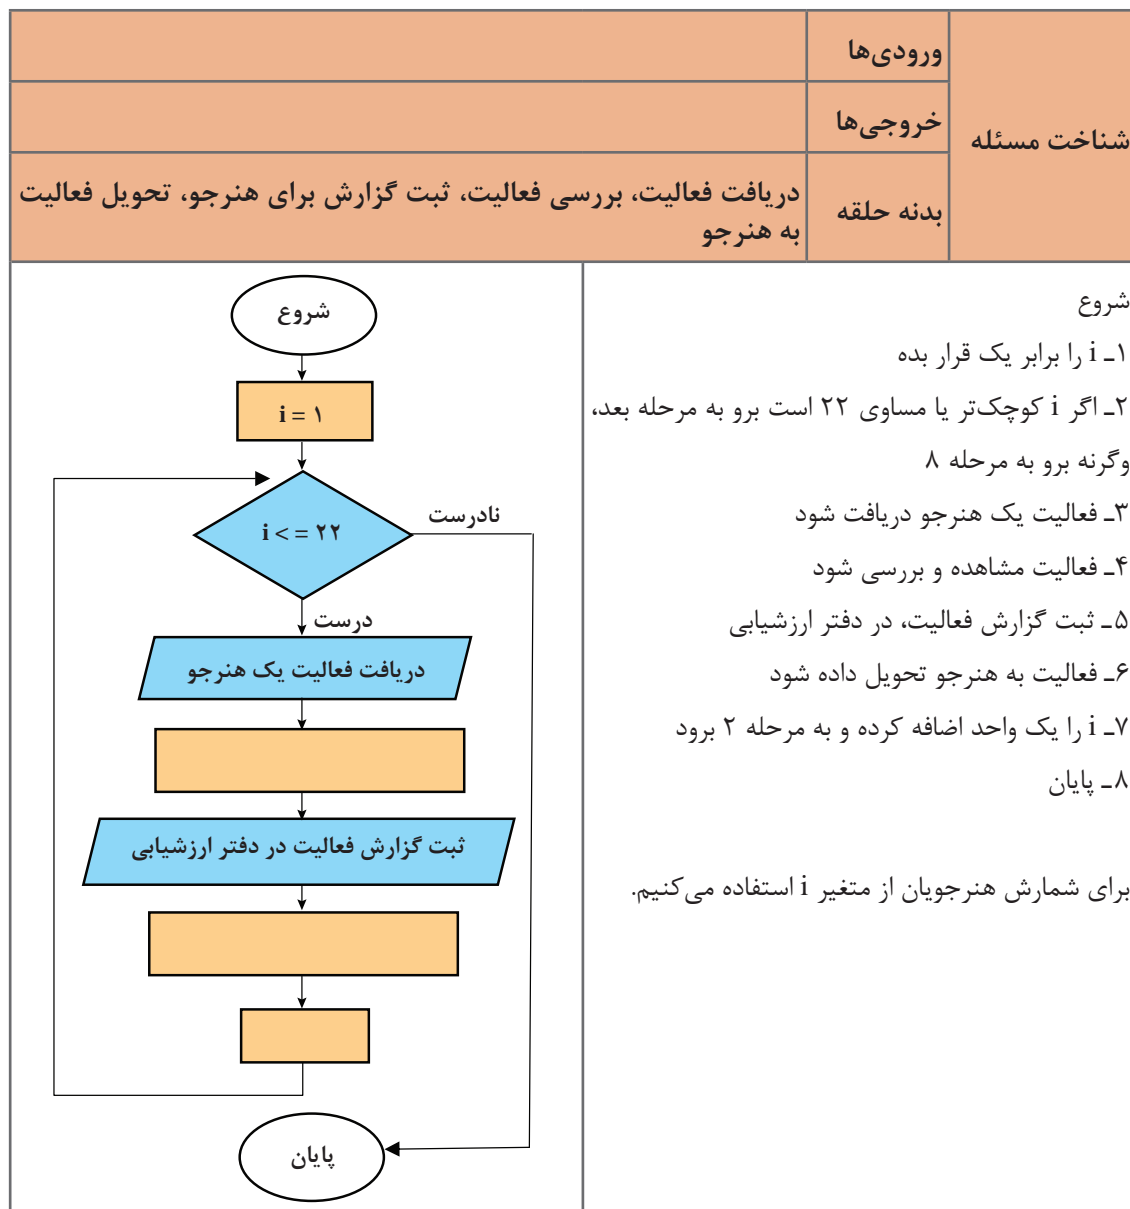 شناخت مسئله
ورودی‌ها
خروجی‌ها
بدنه حلقه
دریافت فعالیت، بررسی فعالیت، ثبت گزارش برای هنرجو، تحویل فعالیت
به هنرجو
شروع
۱ـ i را برابر یک قرار بده
۲ـ اگر i کوچک‌تر یا مساوی ۲۲ است برو به مرحله بعد،
وگرنه برو به مرحله ۸
۳ـ فعالیت یک هنرجو دریافت شود
۴ـ فعالیت مشاهده و بررسی شود
۵ـ ثبت گزارش فعالیت، در دفتر ارزشیابی
۶ـ فعالیت به هنرجو تحویل داده شود
۷ـ i را یک واحد اضافه کرده و به مرحله ۲ برود
۸ـ پایان
برای شمارش هنرجویان از متغیر i استفاده می‌کنیم.
شروع
i = ۱
i < = ۲۲
نادرست
درست
دریافت فعالیت یک هنرجو
ثبت گزارش فعالیت در دفتر ارزشیابی
پایان